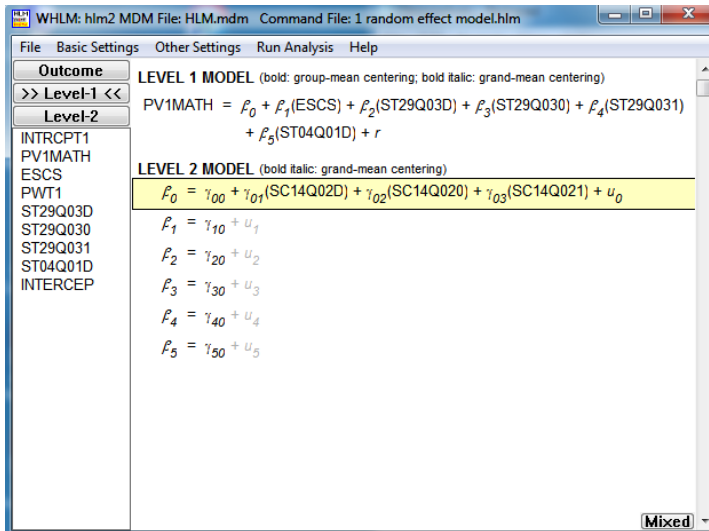 WHLM: hlm2 MDM File: HLM.mdm Command File: 1 random effect model.hlm
File Basic Settings Other Settings Run Analysis Help
Outcome
>> Level-1 <<
Level-2
INTRCPT1
PV1MATH
ESCS
PWT1
ST29Q03D
ST29Q030
ST29Q031
ST04Q01D
INTERCEP
LEVEL 1 MODEL (bold: group-mean centering; bold italic: grand-mean centering)
PV1MATH = β0 + β1(ESCS) + β2(ST29Q03D) + β3(ST29Q030) + β4(ST29Q031)
+ β5(ST04Q01D) + r
LEVEL 2 MODEL (bold italic: grand-mean centering)
β0 = γ00 + γ01(SC14Q02D) + γ02(SC14Q020) + γ03(SC14Q021) + u0
β1 = γ10 + u1
β2 = γ20 + u2
β3 = γ30 + u3
β4 = γ40 + u4
β5 = γ50 + u5
Mixed